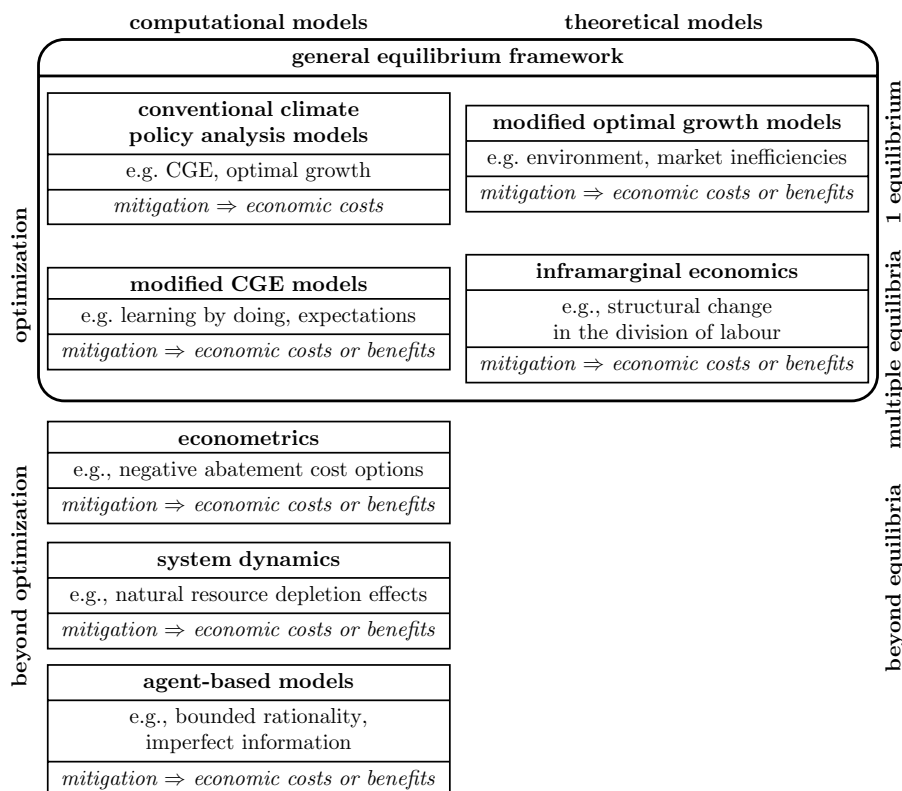 computational models
theoretical models
general equilibrium framework
conventional climate
policy analysis models
e.g. CGE, optimal growth
mitigation ⇒ economic costs
modified optimal growth models
e.g. environment, market inefficiencies
mitigation ⇒ economic costs or benefits
1 equilibrium
optimization
modified CGE models
e.g. learning by doing, expectations
mitigation ⇒ economic costs or benefits
inframarginal economics
e.g., structural change
in the division of labour
mitigation ⇒ economic costs or benefits
multiple equilibria
econometrics
e.g., negative abatement cost options
mitigation ⇒ economic costs or benefits
beyond optimization
system dynamics
e.g., natural resource depletion effects
mitigation ⇒ economic costs or benefits
beyond equilibria
agent-based models
e.g., bounded rationality,
imperfect information
mitigation ⇒ economic costs or benefits